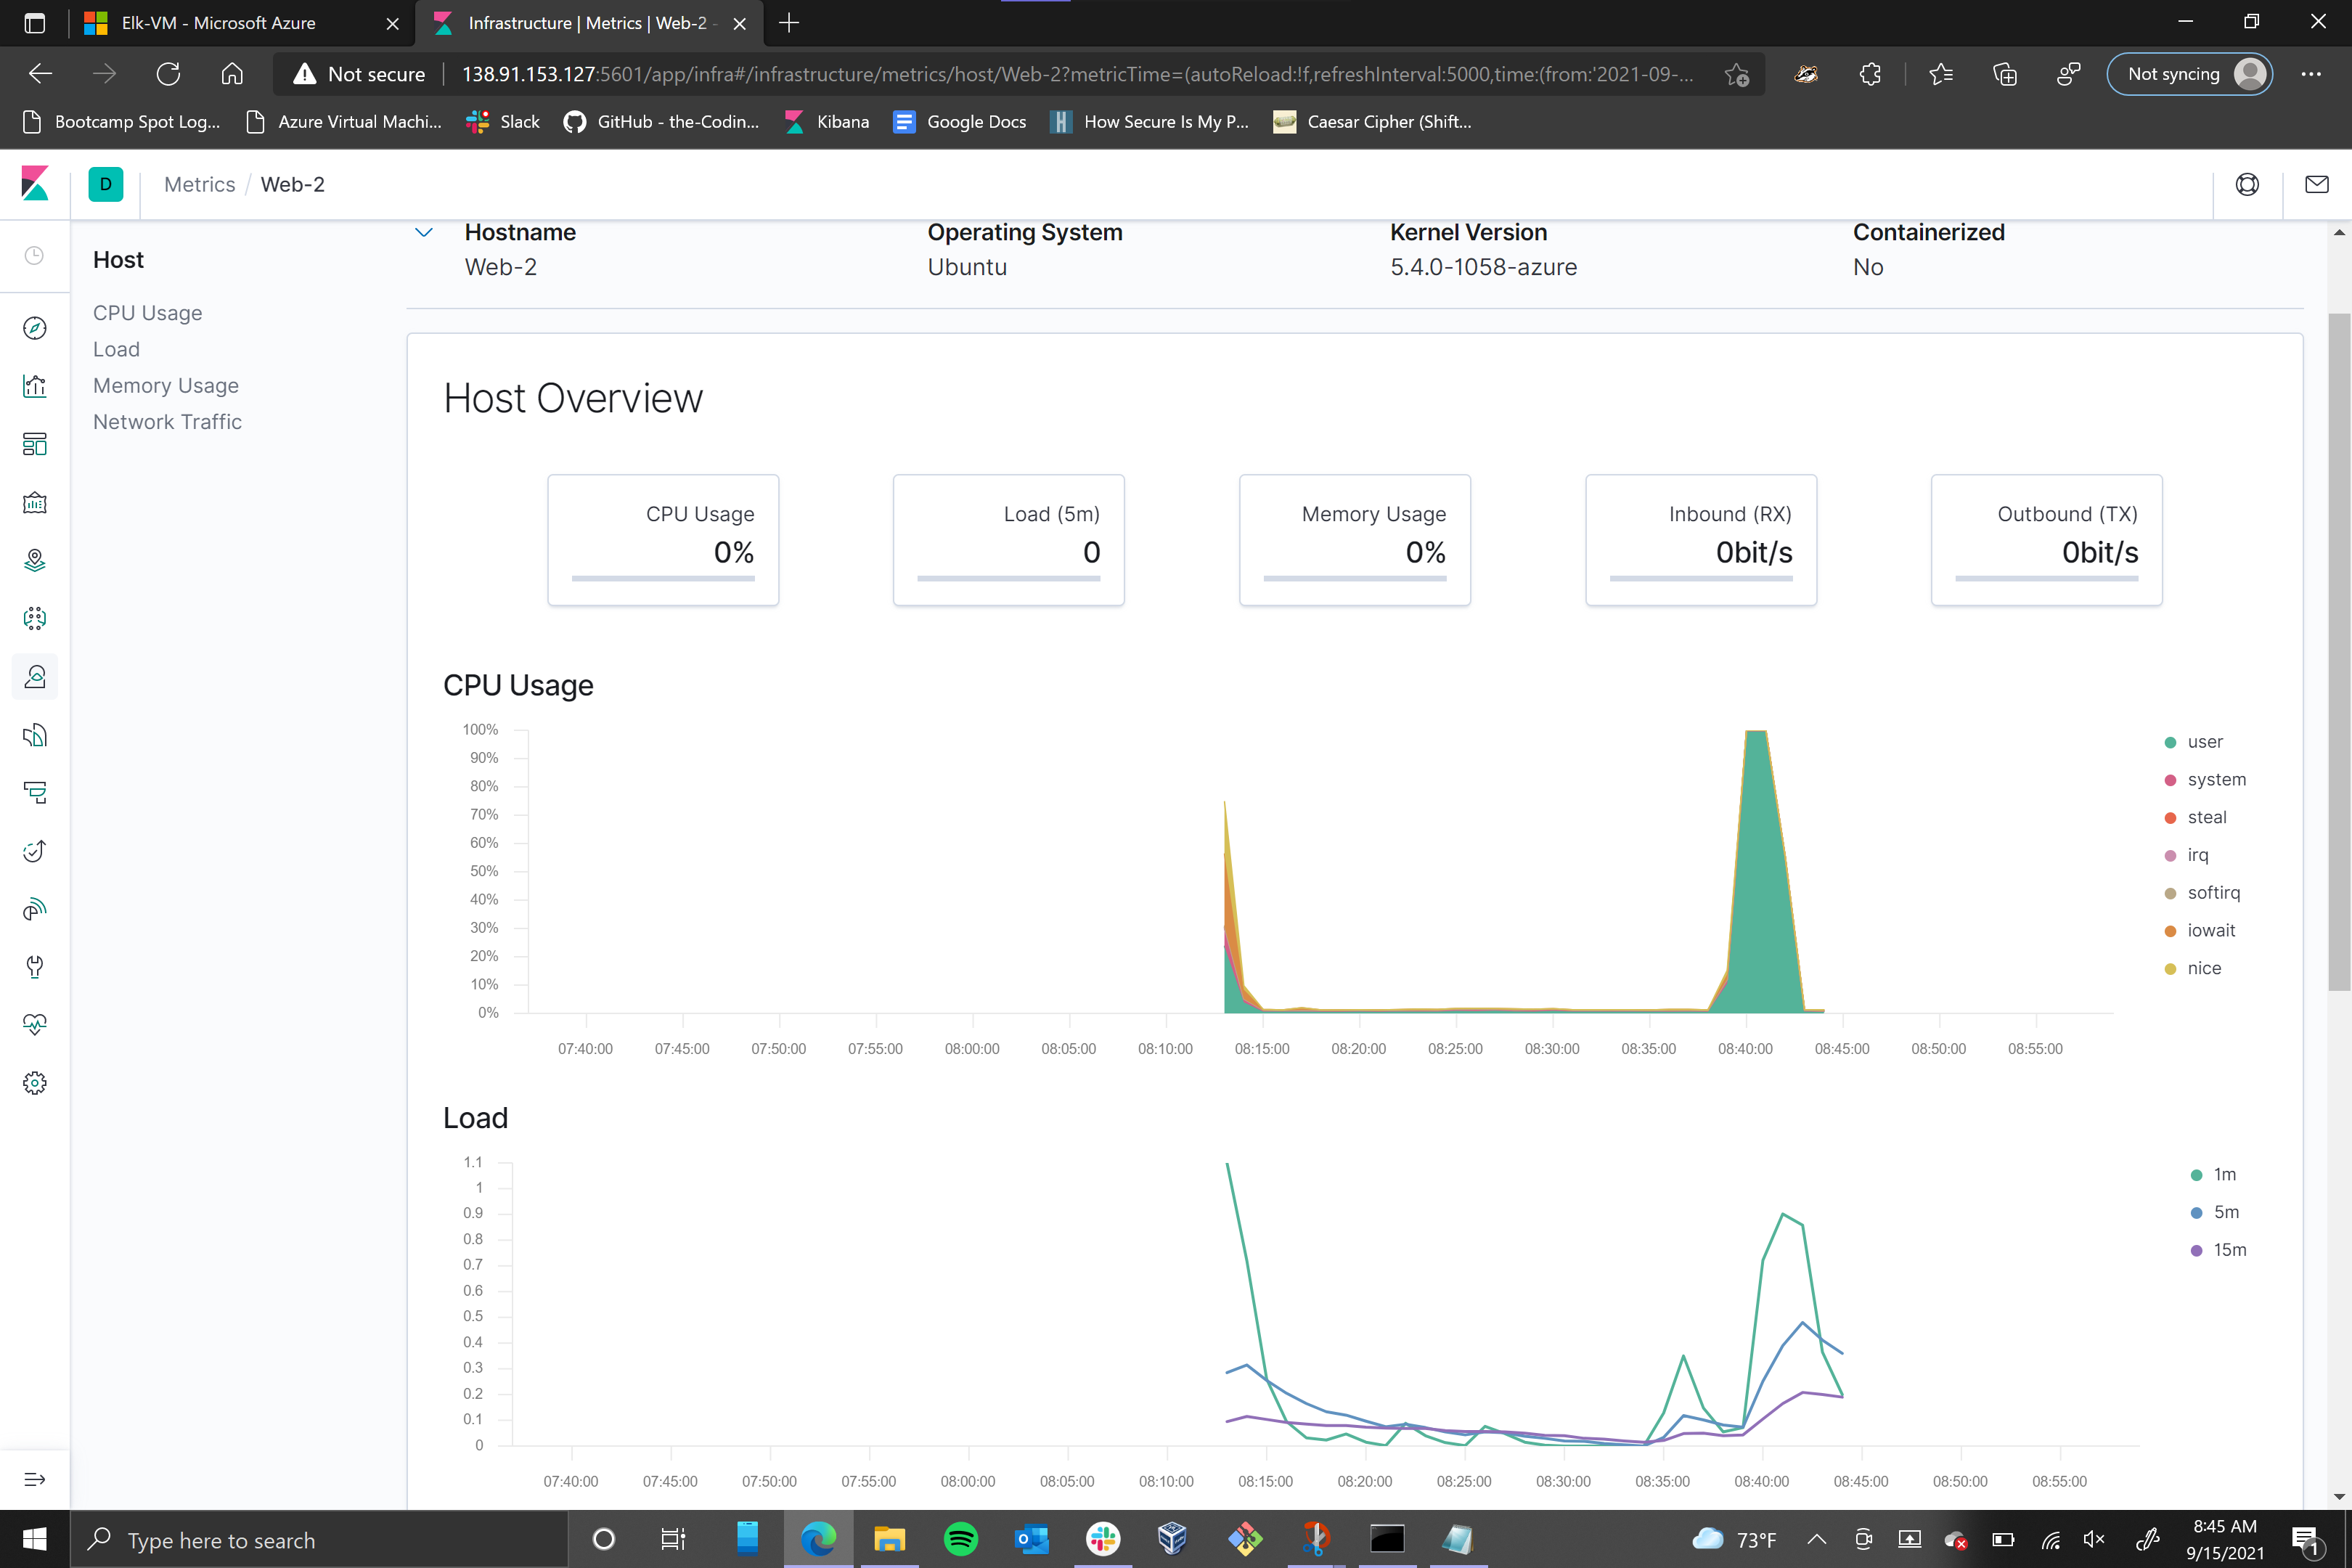 Elk-VM - Microsoft Azure
Infrastructure | Metrics | Web-2 -
Not secure
138.91.153.127:5601/app/infra#/infrastructure/metrics/host/Web-2?metricTime=(autoReload:!f,refreshInterval:5000,time:(from:'2021-09-...
Not syncing
Bootcamp Spot Log...
Azure Virtual Machi...
Slack
GitHub - the-Codin...
Kibana
Google Docs
How Secure Is My P...
Caesar Cipher (Shift...
D
Metrics / Web-2
Host
CPU Usage
Load
Memory Usage
Network Traffic
Hostname
Web-2
Operating System
Ubuntu
Kernel Version
5.4.0-1058-azure
Containerized
No
Host Overview
CPU Usage
0%
Load (5m)
0
Memory Usage
0%
Inbound (RX)
0bit/s
Outbound (TX)
0bit/s
CPU Usage
100%
90%
80%
70%
60%
50%
40%
30%
20%
10%
0%
07:40:00 07:45:00 07:50:00 07:55:00 08:00:00 08:05:00 08:10:00 08:15:00 08:20:00 08:25:00 08:30:00 08:35:00 08:40:00 08:45:00 08:50:00 08:55:00
user
system
steal
irq
softirq
iowait
nice
Load
1.1
1
0.9
0.8
0.7
0.6
0.5
0.4
0.3
0.2
0.1
0
07:40:00 07:45:00 07:50:00 07:55:00 08:00:00 08:05:00 08:10:00 08:15:00 08:20:00 08:25:00 08:30:00 08:35:00 08:40:00 08:45:00 08:50:00 08:55:00
1m
5m
15m
Type here to search
73°F
8:45 AM
9/15/2021
1